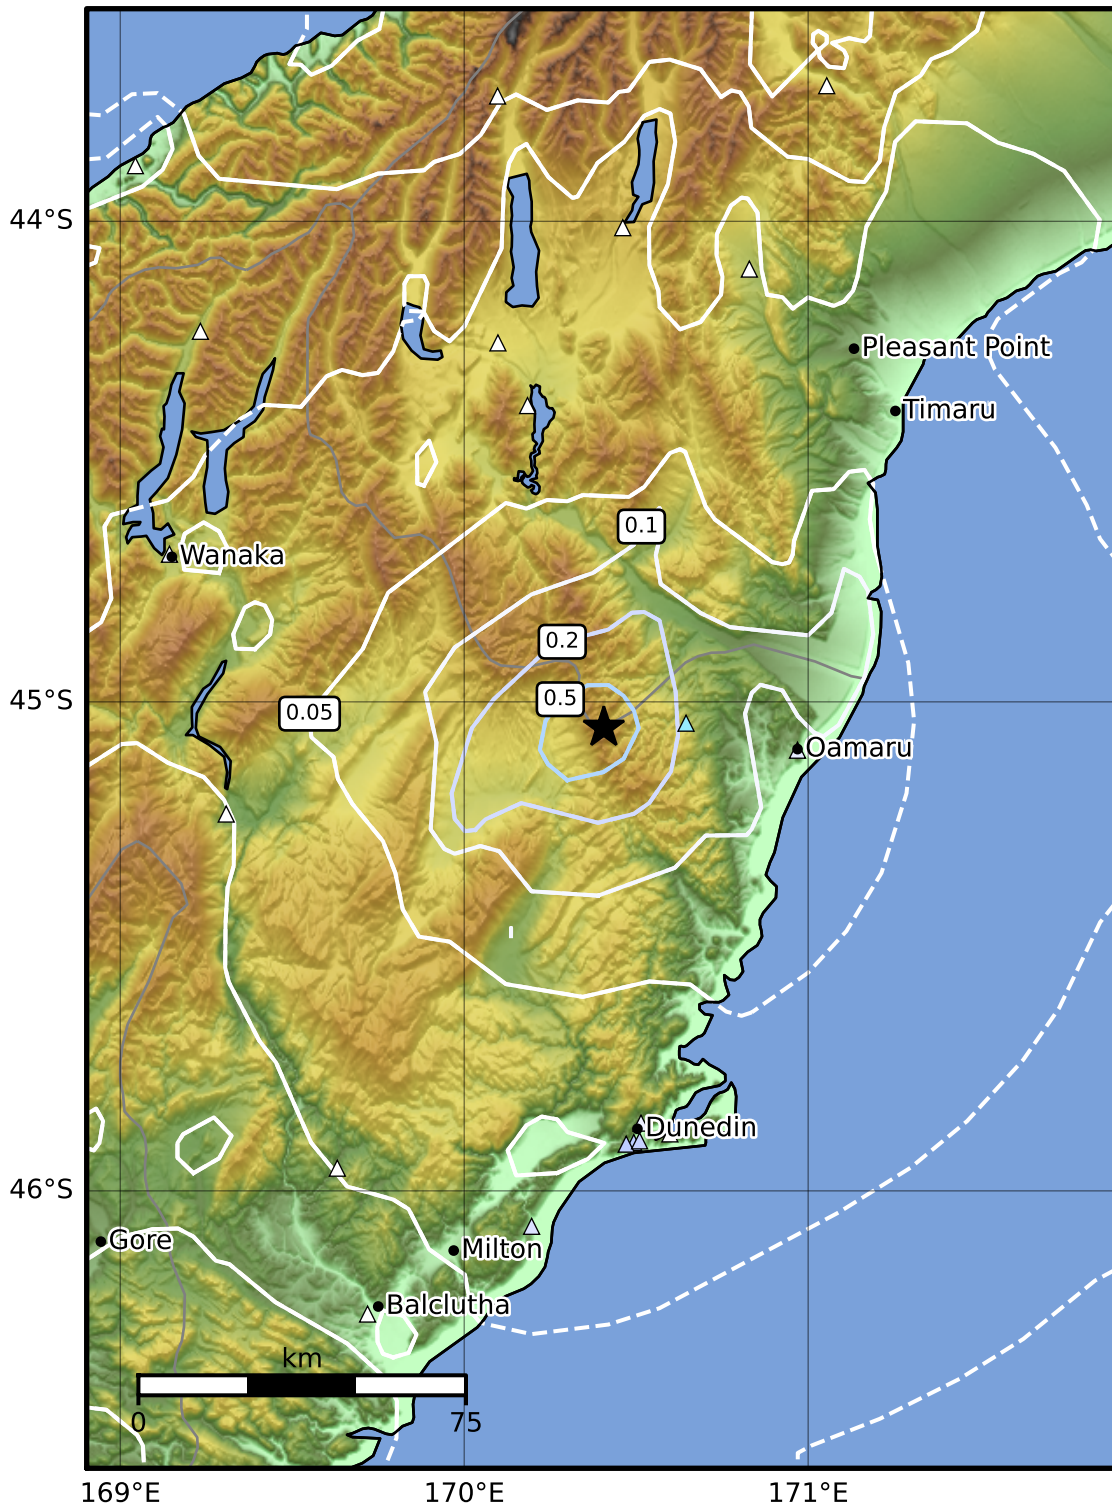 44°S
Pleasant Point
Timaru
0.1
Wanaka
0.2
0.5
45°S
0.05
Oamaru
Dunedin
46°S
Gore
Milton
Balclutha
km
0
75
169°E
170°E
171°E